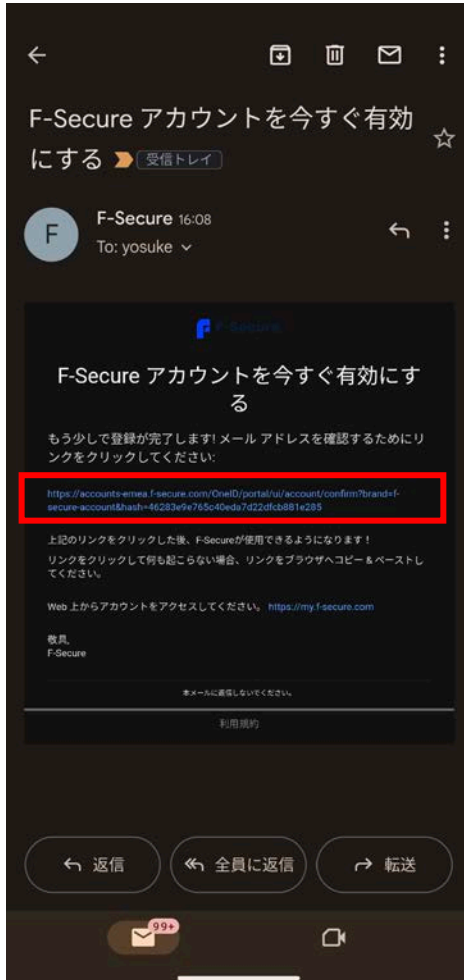 F-Secure アカウントを今すぐ有効
にする 受信トレイ
F
F-Secure 16:08
To: yosuke
F-Secure
F-Secure アカウントを今すぐ有効にす
る
もう少しで登録が完了します! メール アドレスを確認するためにリ
ンクをクリックしてください:
https://accounts-emea.f-secure.com/OneID/portal/ui/account/confirm?brand=f-
secure-account&hash=46283e9e765c40eda7d22dfcb881e285
上記のリンクをクリックした後、F-Secureが使用できるようになります！
リンクをクリックして何も起こらない場合、リンクをブラウザへコピー & ペーストし
てください。
Web 上からアカウントをアクセスしてください。 https://my.f-secure.com
敬具,
F-Secure
本メールに返信しないでください。
利用規約
返信
全員に返信
転送
99+